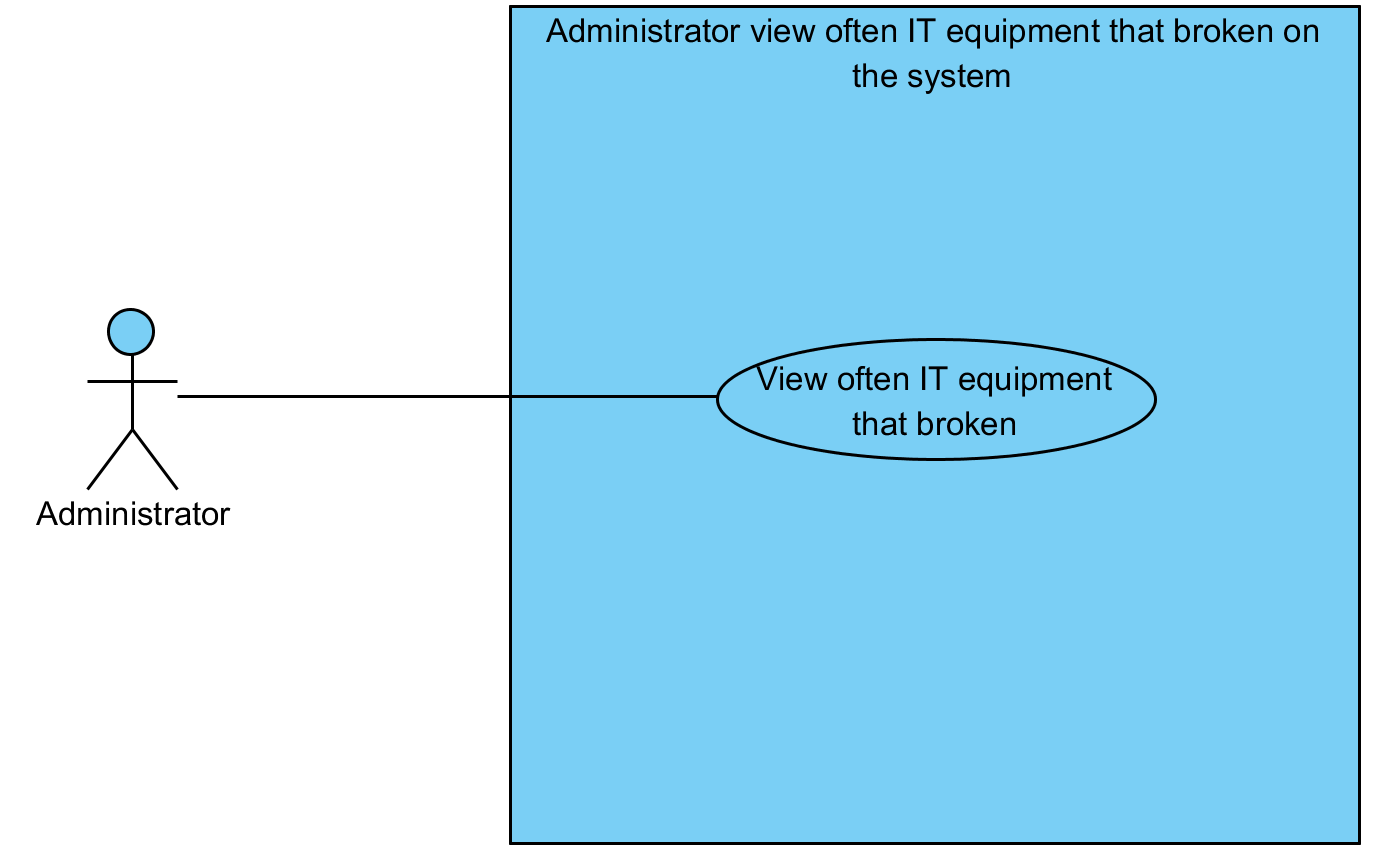 Administrator view often IT equipment that broken on
the system
View often IT equipment
that broken
Administrator